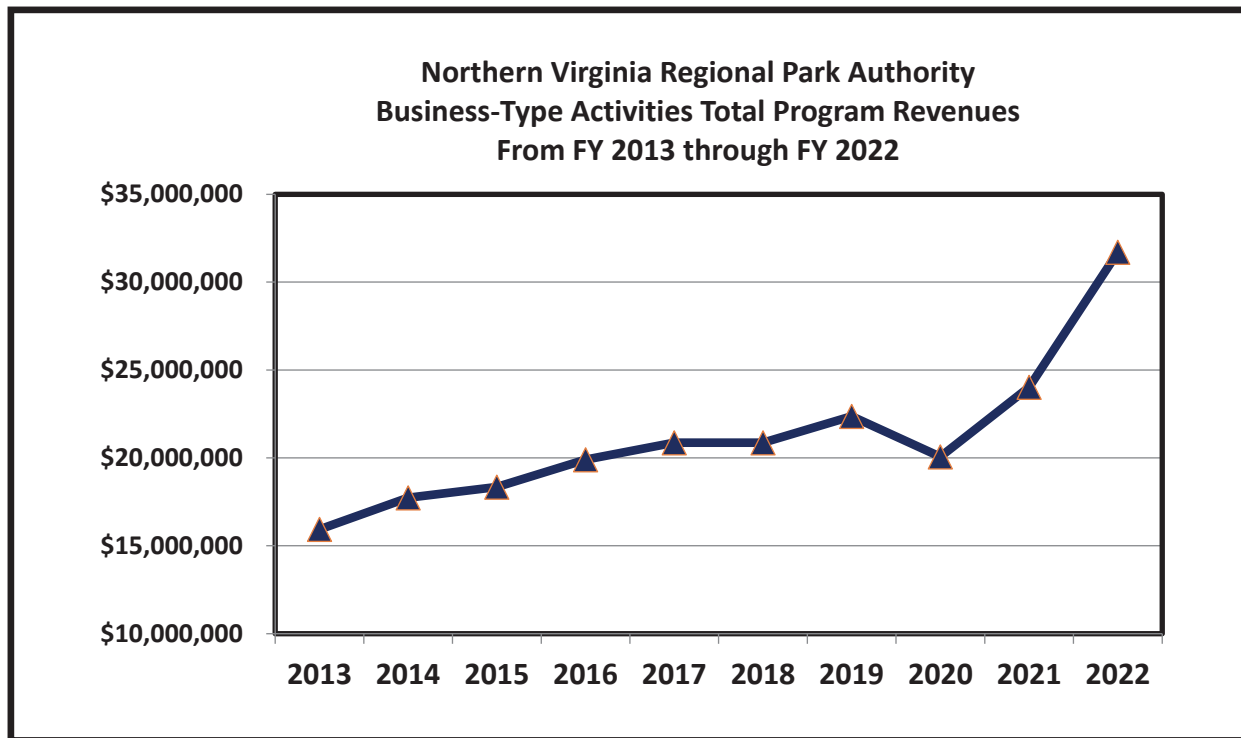 Northern Virginia Regional Park Authority
Business-Type Activities Total Program Revenues
From FY 2013 through FY 2022
$35,000,000
$30,000,000
$25,000,000
$20,000,000
$15,000,000
$10,000,000
2013 2014 2015 2016 2017 2018 2019 2020 2021 2022